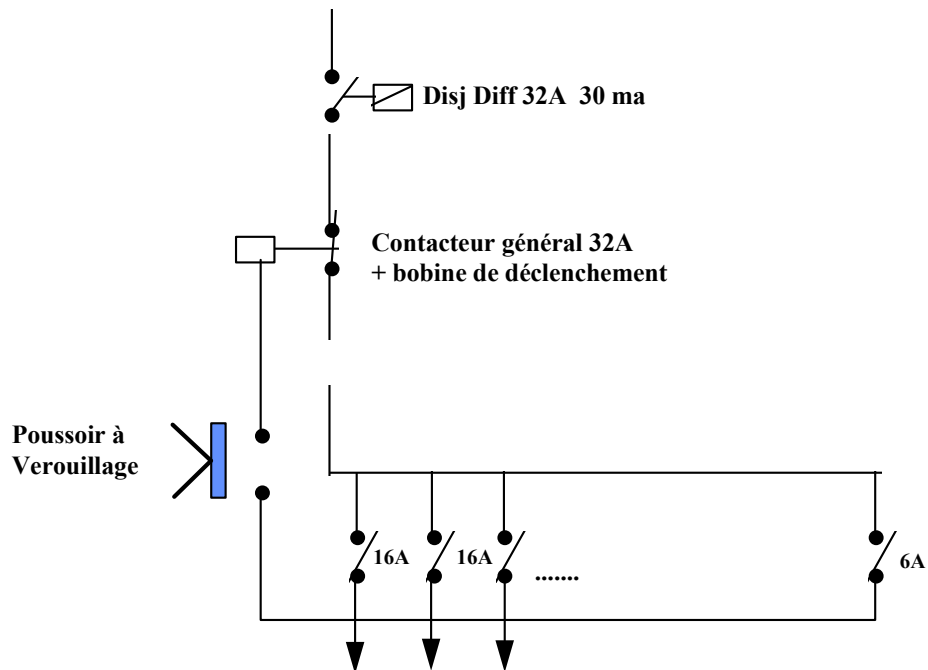 Disj Diff 32A 30 ma
Contacteur général 32A
+ bobine de déclenchement
Poussoir à
Verouillage
16A
16A
.......
6A